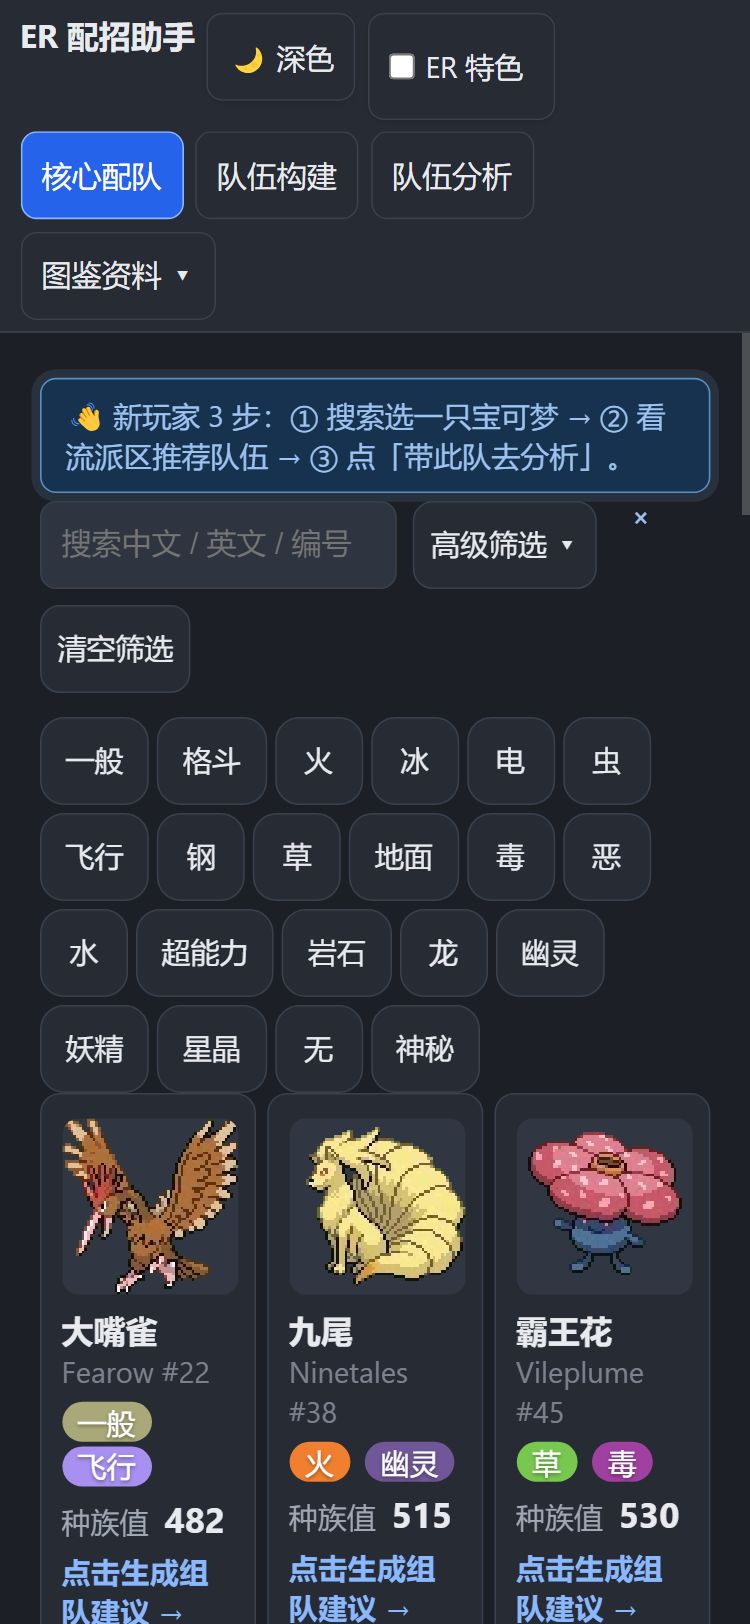 ER 配招助手 🌙 深色 ER 特色
核心配队 队伍构建 队伍分析
图鉴资料 ▼
👋 新玩家 3 步：① 搜索选一只宝可梦 → ② 看
流派区推荐队伍 → ③ 点「带此队去分析」。
搜索中文 / 英文 / 编号 高级筛选 ▼ ×
清空筛选
一般 格斗 火 冰 电 虫
飞行 钢 草 地面 毒 恶
水 超能力 岩石 龙 幽灵
妖精 星晶 无 神秘
大嘴雀
Fearow #22
一般
飞行
种族值 482
点击生成组
队建议 →
九尾
Ninetales
#38
火 幽灵
种族值 515
点击生成组
队建议 →
霸王花
Vileplume
#45
草 毒
种族值 530
点击生成组
队建议 →